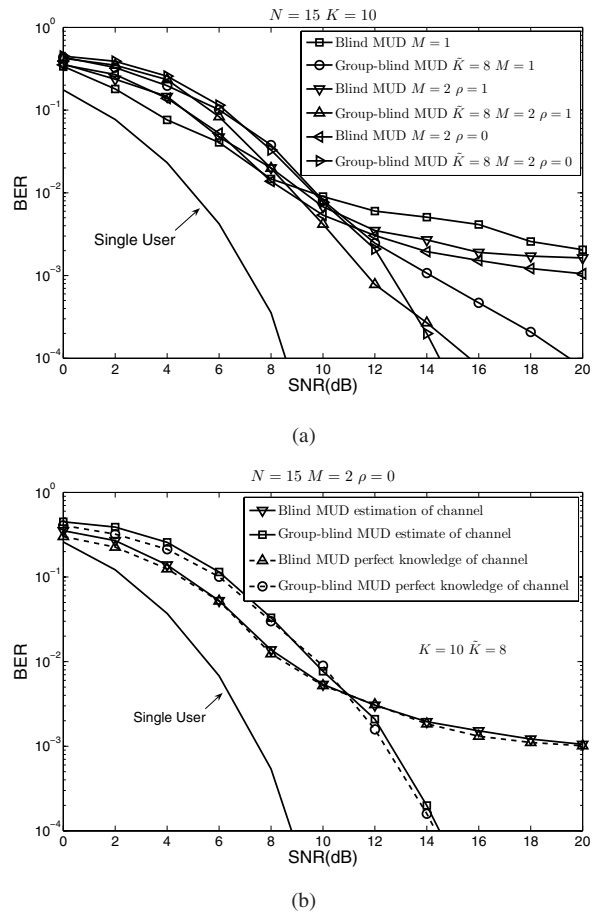 N = 15 K = 10
10^0
10^-1
10^-2
10^-3
10^-4
BER
Blind MUD M = 1
Group-blind MUD K̃ = 8 M = 1
Blind MUD M = 2 ρ = 1
Group-blind MUD K̃ = 8 M = 2 ρ = 1
Blind MUD M = 2 ρ = 0
Group-blind MUD K̃ = 8 M = 2 ρ = 0
Single User
0 2 4 6 8 10 12 14 16 18 20
SNR(dB)
(a)
N = 15 M = 2 ρ = 0
10^0
10^-1
10^-2
10^-3
10^-4
BER
Blind MUD estimation of channel
Group-blind MUD estimate of channel
Blind MUD perfect knowledge of channel
Group-blind MUD perfect knowledge of channel
K = 10 K̃ = 8
Single User
0 2 4 6 8 10 12 14 16 18 20
SNR(dB)
(b)